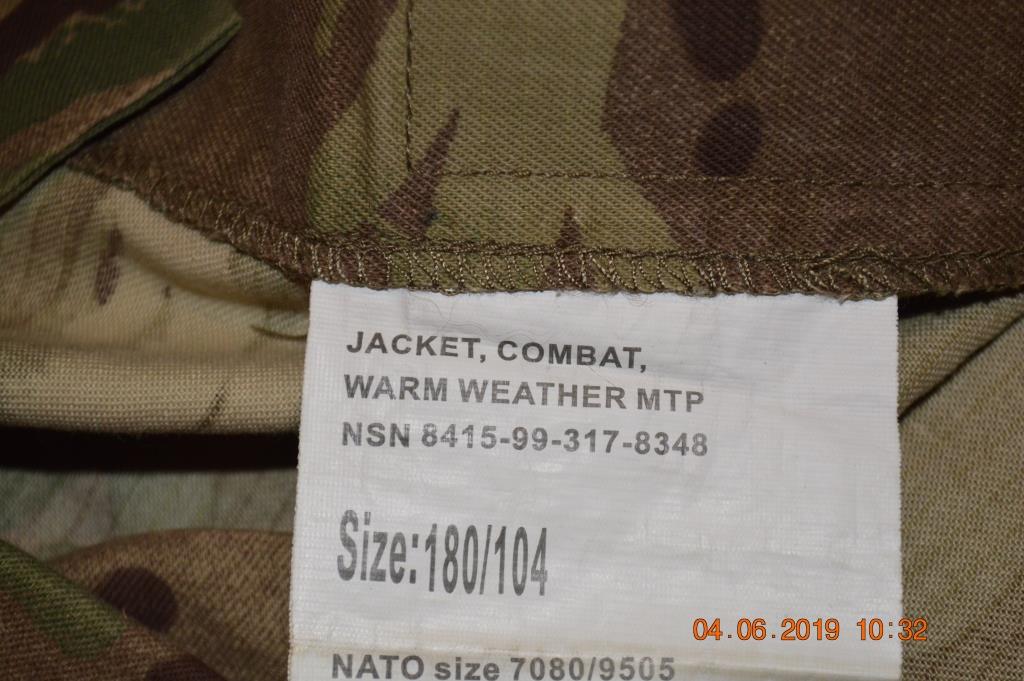 JACKET, COMBAT,
WARM WEATHER MTP
NSN 8415-99-317-8348
Size:180/104
04.06.2019 10:32
NATO size 7080/9505